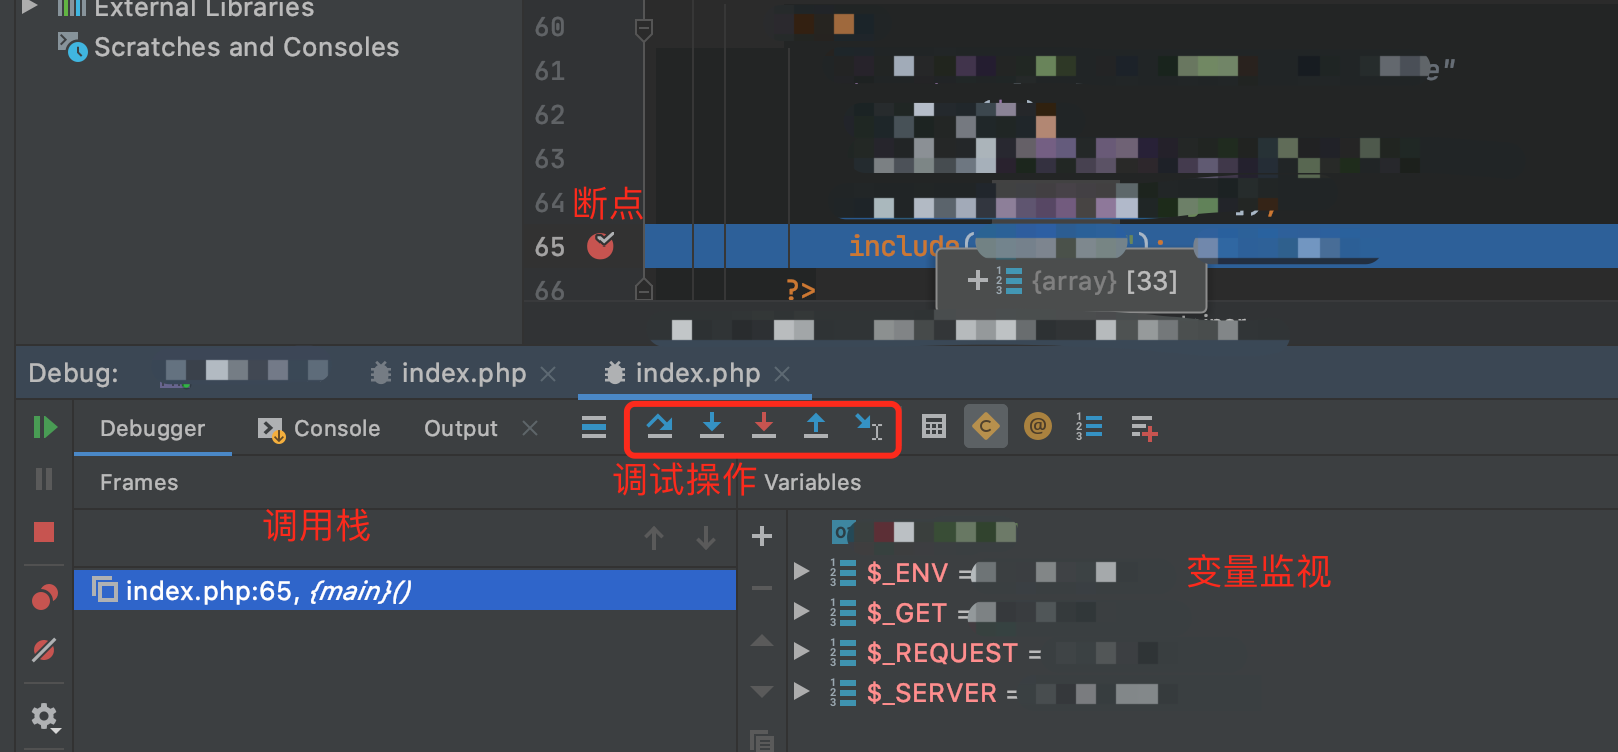 External Libraries
Scratches and Consoles
60
61
e"
62
63
64
断点
65
include(');
+ {array} [33]
66
?>
Debug:
index.php
index.php
Debugger
Console
Output
调试操作
Frames
Variables
调用栈
变量监视
index.php:65, {main}()
$_ENV =
$_GET =
$_REQUEST =
$_SERVER =